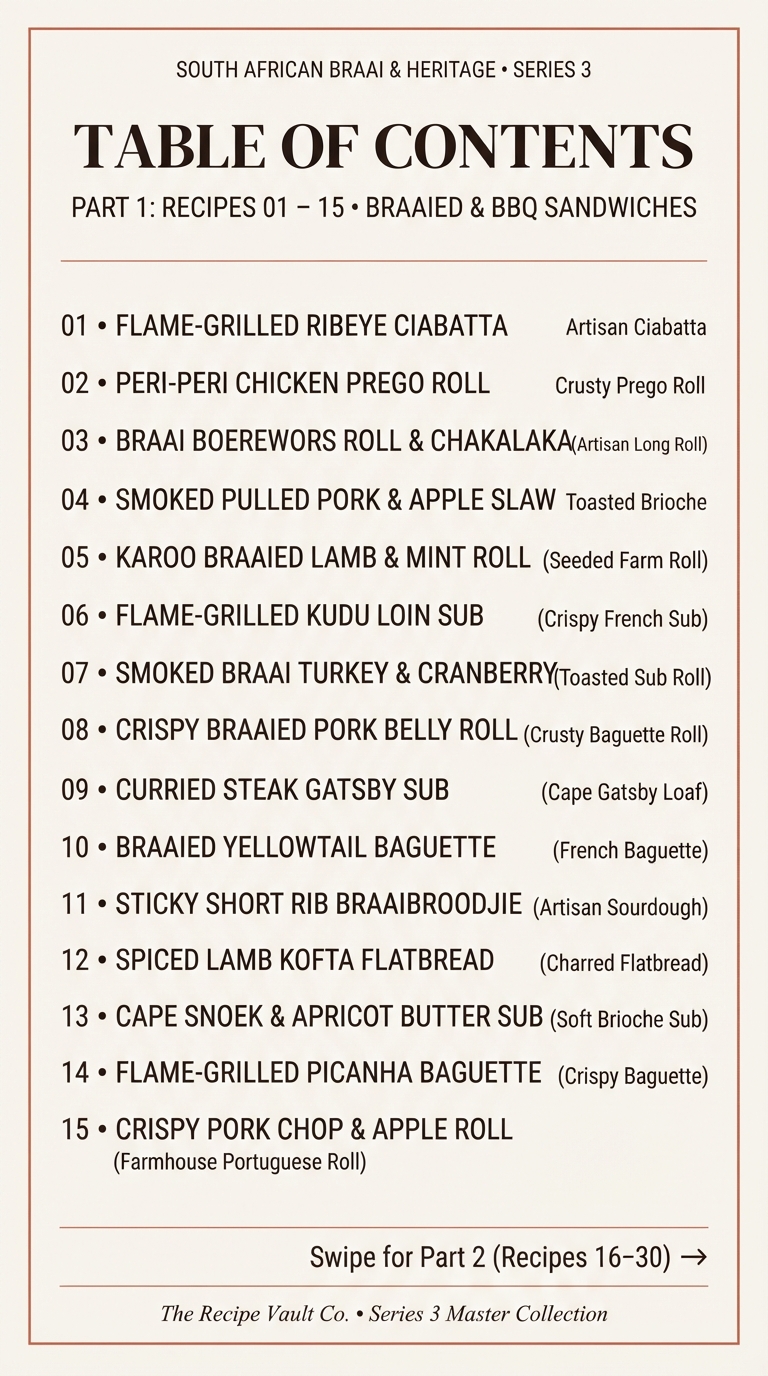 SOUTH AFRICAN BRAAI & HERITAGE • SERIES 3
TABLE OF CONTENTS
PART 1: RECIPES 01 – 15 • BRAAIED & BBQ SANDWICHES
01 • FLAME-GRILLED RIBEYE CIABATTA Artisan Ciabatta
02 • PERI-PERI CHICKEN PREGO ROLL Crusty Prego Roll
03 • BRAAI BOEREWORS ROLL & CHAKALAKA (Artisan Long Roll)
04 • SMOKED PULLED PORK & APPLE SLAW Toasted Brioche
05 • KAROO BRAAIED LAMB & MINT ROLL (Seeded Farm Roll)
06 • FLAME-GRILLED KUDU LOIN SUB (Crispy French Sub)
07 • SMOKED BRAAI TURKEY & CRANBERRY (Toasted Sub Roll)
08 • CRISPY BRAAIED PORK BELLY ROLL (Crusty Baguette Roll)
09 • CURRIED STEAK GATSBY SUB (Cape Gatsby Loaf)
10 • BRAAIED YELLOWTAIL BAGUETTE (French Baguette)
11 • STICKY SHORT RIB BRAAIBROODJIE (Artisan Sourdough)
12 • SPICED LAMB KOFTA FLATBREAD (Charred Flatbread)
13 • CAPE SNOEK & APRICOT BUTTER SUB (Soft Brioche Sub)
14 • FLAME-GRILLED PICANHA BAGUETTE (Crispy Baguette)
15 • CRISPY PORK CHOP & APPLE ROLL
(Farmhouse Portuguese Roll)
Swipe for Part 2 (Recipes 16–30) →
The Recipe Vault Co. • Series 3 Master Collection